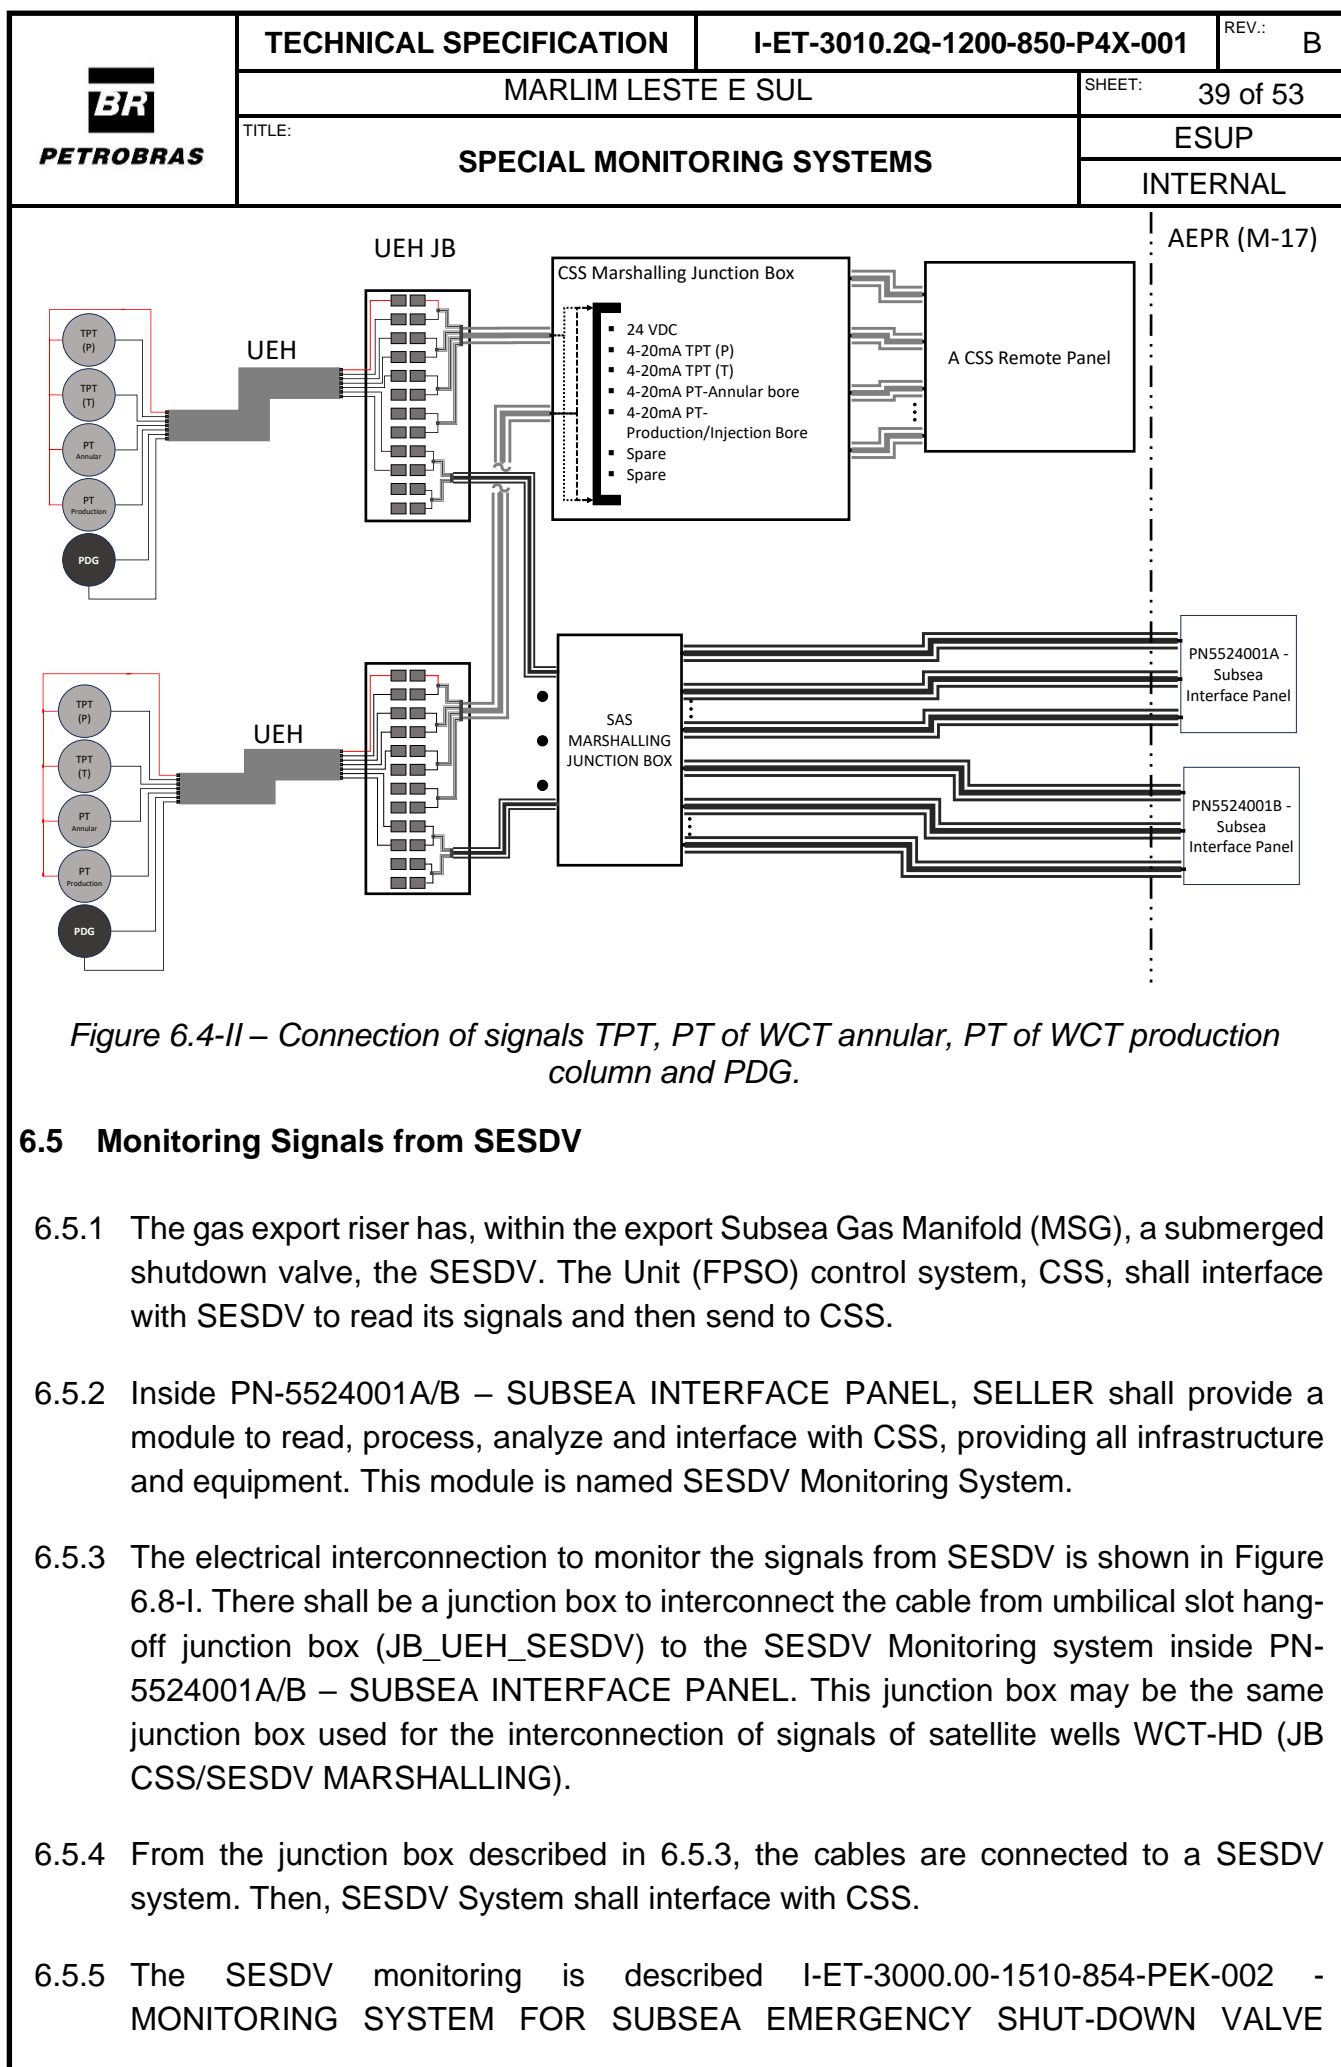 TECHNICAL SPECIFICATION
I-ET-3010.2Q-1200-850-P4X-001
REV.: B
BR
PETROBRAS
MARLIM LESTE E SUL
SHEET: 39 of 53
TITLE:
SPECIAL MONITORING SYSTEMS
ESUP
INTERNAL
AEPR (M-17)
UEH JB
TPT
(P)
TPT
(T)
PT
Annular
PT
Production
PDG
UEH
CSS Marshalling Junction Box
▪ 24 VDC
▪ 4-20mA TPT (P)
▪ 4-20mA TPT (T)
▪ 4-20mA PT-Annular bore
▪ 4-20mA PT-
Production/Injection Bore
▪ Spare
▪ Spare
A CSS Remote Panel
TPT
(P)
TPT
(T)
PT
Annular
PT
Production
PDG
UEH
SAS
MARSHALLING
JUNCTION BOX
PN5524001A -
Subsea
Interface Panel
PN5524001B -
Subsea
Interface Panel
Figure 6.4-II – Connection of signals TPT, PT of WCT annular, PT of WCT production
column and PDG.
6.5 Monitoring Signals from SESDV
6.5.1 The gas export riser has, within the export Subsea Gas Manifold (MSG), a submerged
shutdown valve, the SESDV. The Unit (FPSO) control system, CSS, shall interface
with SESDV to read its signals and then send to CSS.
6.5.2 Inside PN-5524001A/B – SUBSEA INTERFACE PANEL, SELLER shall provide a
module to read, process, analyze and interface with CSS, providing all infrastructure
and equipment. This module is named SESDV Monitoring System.
6.5.3 The electrical interconnection to monitor the signals from SESDV is shown in Figure
6.8-I. There shall be a junction box to interconnect the cable from umbilical slot hang-
off junction box (JB_UEH_SESDV) to the SESDV Monitoring system inside PN-
5524001A/B – SUBSEA INTERFACE PANEL. This junction box may be the same
junction box used for the interconnection of signals of satellite wells WCT-HD (JB
CSS/SESDV MARSHALLING).
6.5.4 From the junction box described in 6.5.3, the cables are connected to a SESDV
system. Then, SESDV System shall interface with CSS.
6.5.5 The SESDV monitoring is described I-ET-3000.00-1510-854-PEK-002 -
MONITORING SYSTEM FOR SUBSEA EMERGENCY SHUT-DOWN VALVE